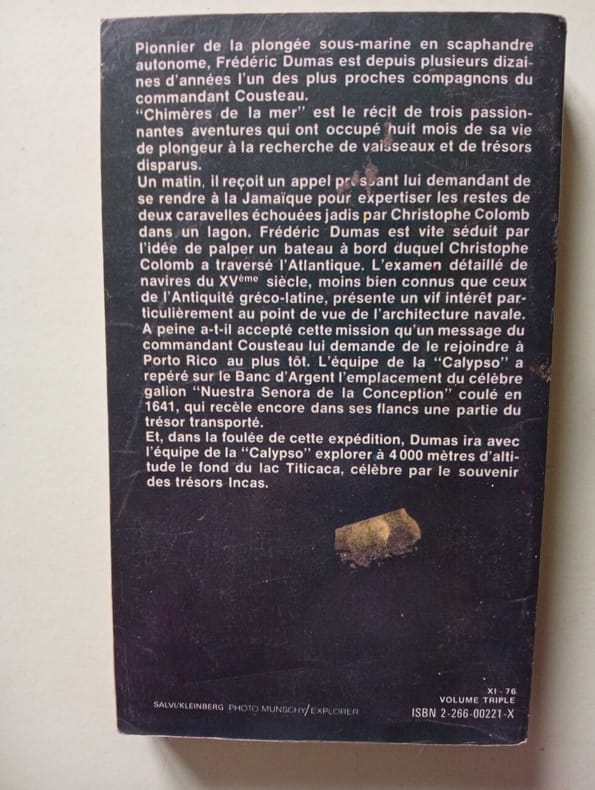 Pionnier de la plongée sous-marine en scaphandre
autonome, Frédéric Dumas est depuis plusieurs dizai-
nes d'années l'un des plus proches compagnons du
commandant Cousteau.
"Chimères de la mer" est le récit de trois passion-
nantes aventures qui ont occupé huit mois de sa vie
de plongeur à la recherche de vaisseaux et de trésors
disparus.
Un matin, il reçoit un appel pressant lui demandant de
se rendre à la Jamaïque pour expertiser les restes de
deux caravelles échouées jadis par Christophe Colomb
dans un lagon. Frédéric Dumas est vite séduit par
l'idée de palper un bateau à bord duquel Christophe
Colomb a traversé l'Atlantique. L'examen détaillé de
navires du XVème siècle, moins bien connus que ceux
de l'Antiquité gréco-latine, présente un vif intérêt par-
ticulièrement au point de vue de l'architecture navale.
A peine a-t-il accepté cette mission qu'un message du
commandant Cousteau lui demande de le rejoindre à
Porto Rico au plus tôt. L'équipe de la "Calypso" a
repéré sur le Banc d'Argent l'emplacement du célèbre
galion "Nuestra Senora de la Conception" coulé en
1641, qui recèle encore dans ses flancs une partie du
trésor transporté.
Et, dans la foulée de cette expédition, Dumas ira avec
l'équipe de la "Calypso" explorer à 4 000 mètres d'alti-
tude le fond du lac Titicaca, célèbre par le souvenir
des trésors Incas.
XI - 76
VOLUME TRIPLE
SALVI/KLEINBERG PHOTO MUNSCHY/EXPLORER
ISBN 2-266-00221-X